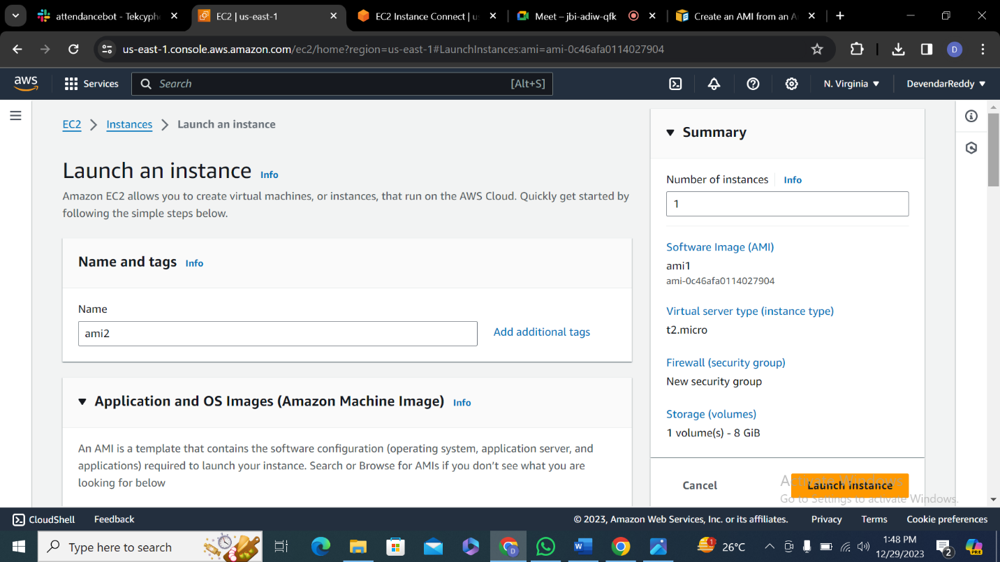 attendancebot - Tekcyph
EC2 | us-east-1
EC2 Instance Connect | u
Meet – jbi-adiw-qfk
Create an AMI from an A
us-east-1.console.aws.amazon.com/ec2/home?region=us-east-1#LaunchInstances:ami=ami-0c46afa0114027904
D
aws
Services
Search
[Alt+S]
N. Virginia
DevendarReddy
EC2
Instances
Launch an instance
Launch an instance
Info
Amazon EC2 allows you to create virtual machines, or instances, that run on the AWS Cloud. Quickly get started by
following the simple steps below.
Name and tags
Info
Name
ami2
Add additional tags
Application and OS Images (Amazon Machine Image)
Info
An AMI is a template that contains the software configuration (operating system, application server, and
applications) required to launch your instance. Search or Browse for AMIs if you don't see what you are
looking for below
Summary
Number of instances
Info
1
Software Image (AMI)
ami1
ami-0c46afa0114027904
Virtual server type (instance type)
t2.micro
Firewall (security group)
New security group
Storage (volumes)
1 volume(s) - 8 GiB
Cancel
Launch instance
Activate Windows
Go to Settings to activate Windows.
CloudShell
Feedback
© 2023, Amazon Web Services, Inc. or its affiliates.
Privacy
Terms
Cookie preferences
Type here to search
D
1
26°C
1:48 PM
12/29/2023
2
PRE